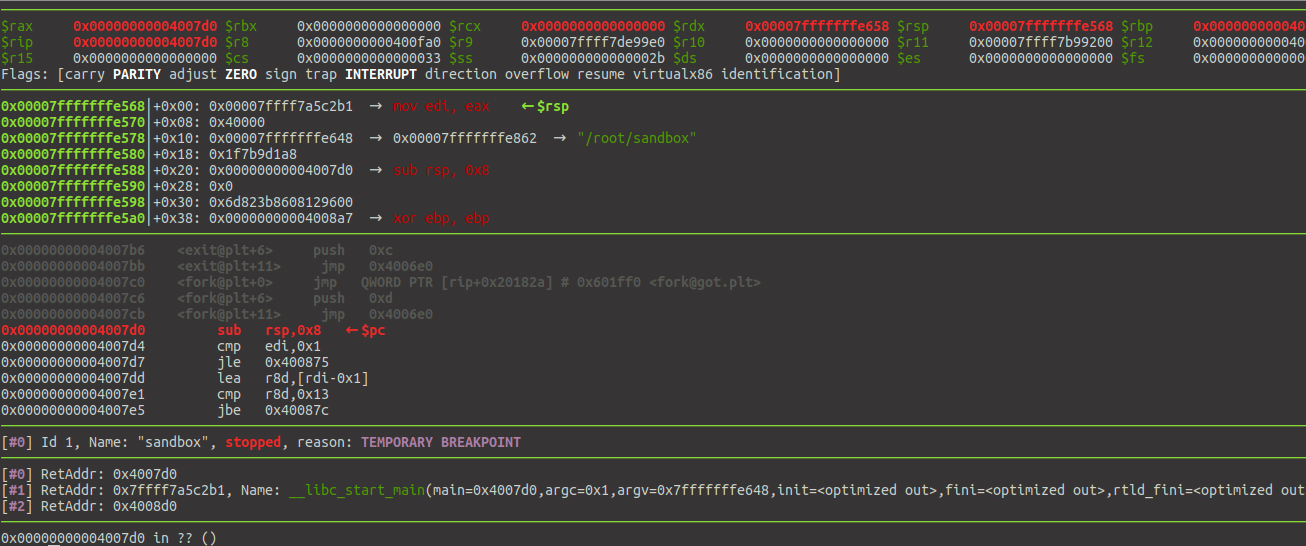 $rax 0x00000000004007d0 $rbx 0x0000000000000000 $rcx 0x0000000000000000 $rdx 0x00007fffffffe658 $rsp 0x00007fffffffe568 $rbp 0x000000000040
$rip 0x00000000004007d0 $r8 0x0000000000400fa0 $r9 0x00007ffff7de99e0 $r10 0x0000000000000000 $r11 0x00007ffff7b99200 $r12 0x000000000040
$r15 0x0000000000000000 $cs 0x0000000000000033 $ss 0x000000000000002b $ds 0x0000000000000000 $es 0x0000000000000000 $fs 0x000000000000
Flags: [carry PARITY adjust ZERO sign trap INTERRUPT direction overflow resume virtualx86 identification]
0x00007fffffffe568|+0x00: 0x00007ffff7a5c2b1 → mov edi, eax ←$rsp
0x00007fffffffe570|+0x08: 0x40000
0x00007fffffffe578|+0x10: 0x00007fffffffe648 → 0x00007fffffffe862 → "/root/sandbox"
0x00007fffffffe580|+0x18: 0x1f7b9d1a8
0x00007fffffffe588|+0x20: 0x00000000004007d0 → sub rsp, 0x8
0x00007fffffffe590|+0x28: 0x0
0x00007fffffffe598|+0x30: 0x6d823b8608129600
0x00007fffffffe5a0|+0x38: 0x00000000004008a7 → xor ebp, ebp
0x00000000004007b6 <exit@plt+6> push 0xc
0x00000000004007bb <exit@plt+11> jmp 0x4006e0
0x00000000004007c0 <fork@plt+0> jmp QWORD PTR [rip+0x20182a] # 0x601ff0 <fork@got.plt>
0x00000000004007c6 <fork@plt+6> push 0xd
0x00000000004007cb <fork@plt+11> jmp 0x4006e0
0x00000000004007d0 sub rsp,0x8 ←$pc
0x00000000004007d4 cmp edi,0x1
0x00000000004007d7 jle 0x400875
0x00000000004007dd lea r8d,[rdi-0x1]
0x00000000004007e1 cmp r8d,0x13
0x00000000004007e5 jbe 0x40087c
[#0] Id 1, Name: "sandbox", stopped, reason: TEMPORARY BREAKPOINT
[#0] RetAddr: 0x4007d0
[#1] RetAddr: 0x7ffff7a5c2b1, Name: __libc_start_main(main=0x4007d0,argc=0x1,argv=0x7fffffffe648,init=<optimized out>,fini=<optimized out>,rtld_fini=<optimized out
[#2] RetAddr: 0x4008d0
0x00000000004007d0 in ?? ()